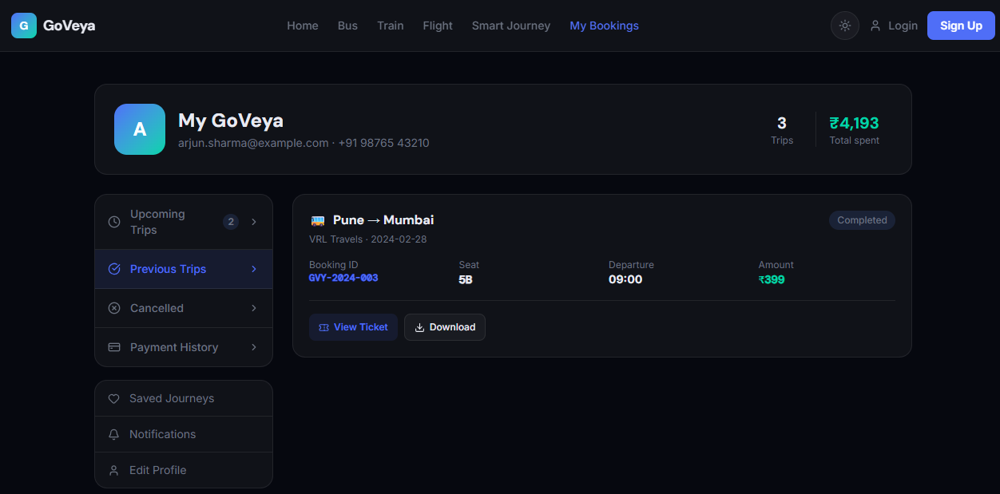 G GoVeya Home Bus Train Flight Smart Journey My Bookings Login Sign Up
A
My GoVeya
arjun.sharma@example.com · +91 98765 43210
3
Trips
₹4,193
Total spent
Upcoming
Trips
2
Previous Trips
Cancelled
Payment History
Saved Journeys
Notifications
Edit Profile
Pune → Mumbai
Completed
VRL Travels · 2024-02-28
Booking ID Seat Departure Amount
GVY-2024-003 5B 09:00 ₹399
View Ticket Download